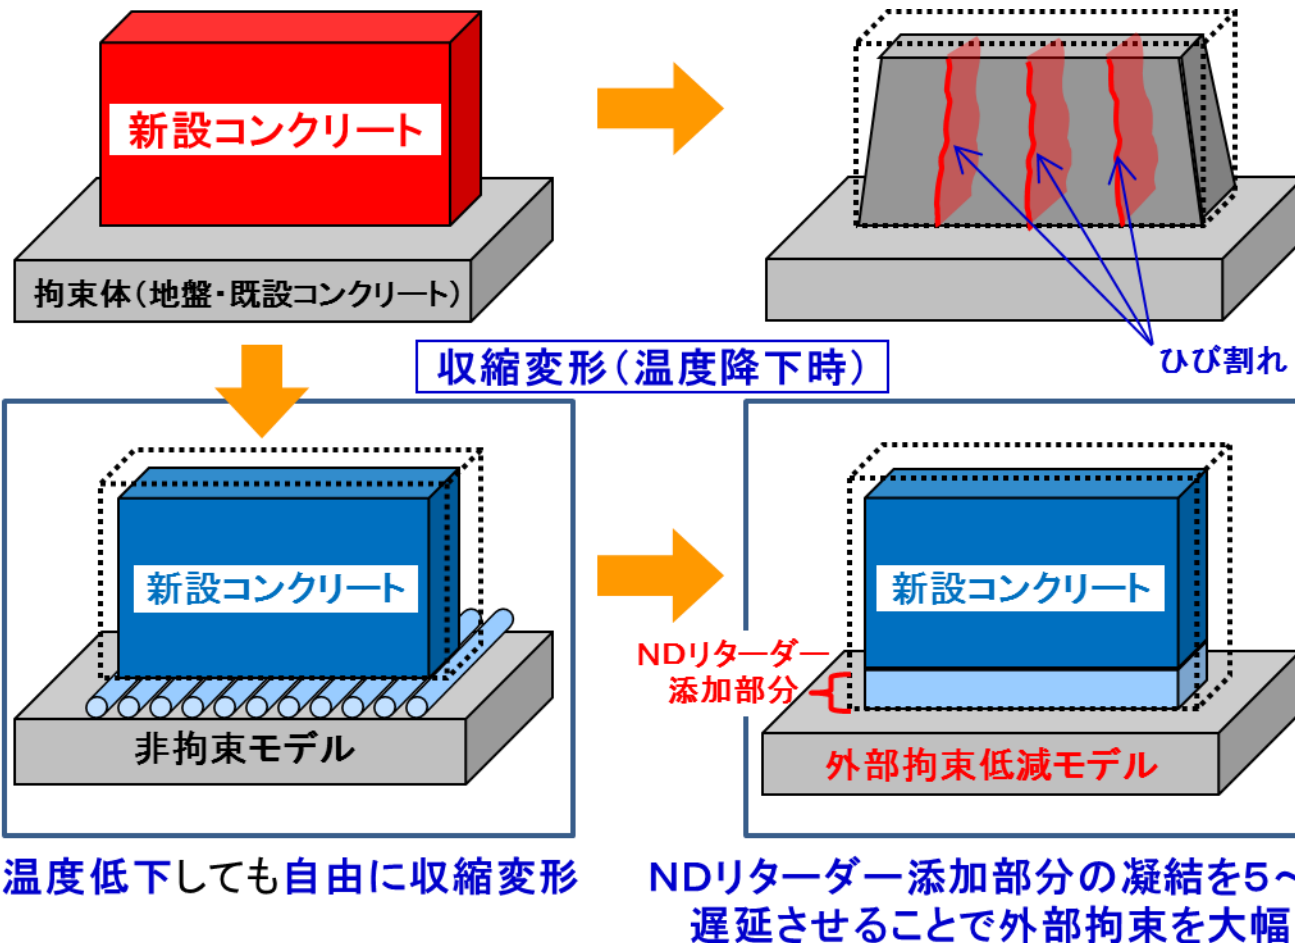 新設コンクリート
拘束体(地盤・既設コンクリート)
ひび割れ
収縮変形(温度降下時)
新設コンクリート
非拘束モデル
新設コンクリート
NDリターダー
添加部分
外部拘束低減モデル
温度低下しても自由に収縮変形
NDリターダー添加部分の凝結を5~
遅延させることで外部拘束を大幅